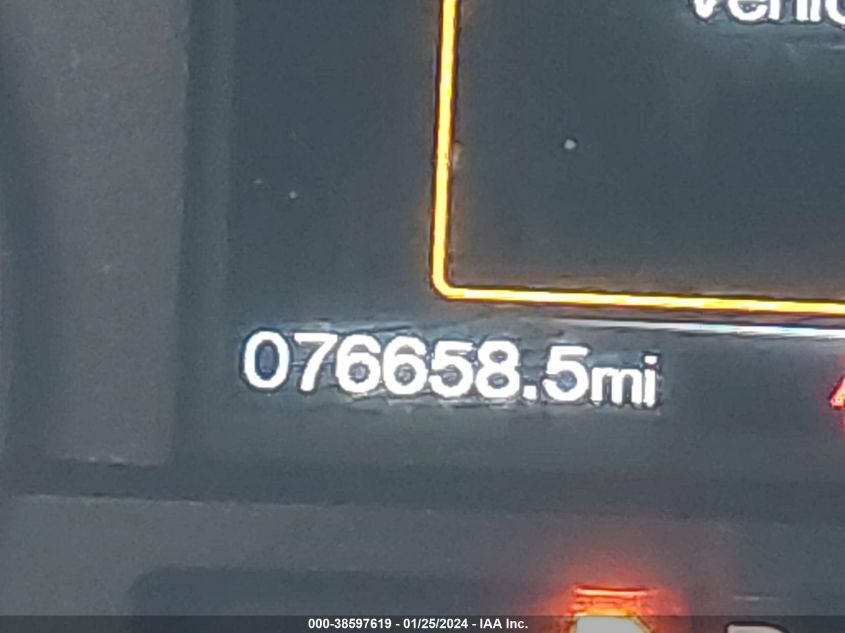 076658.5mi
000-38597619 - 01/25/2024 - IAA Inc.